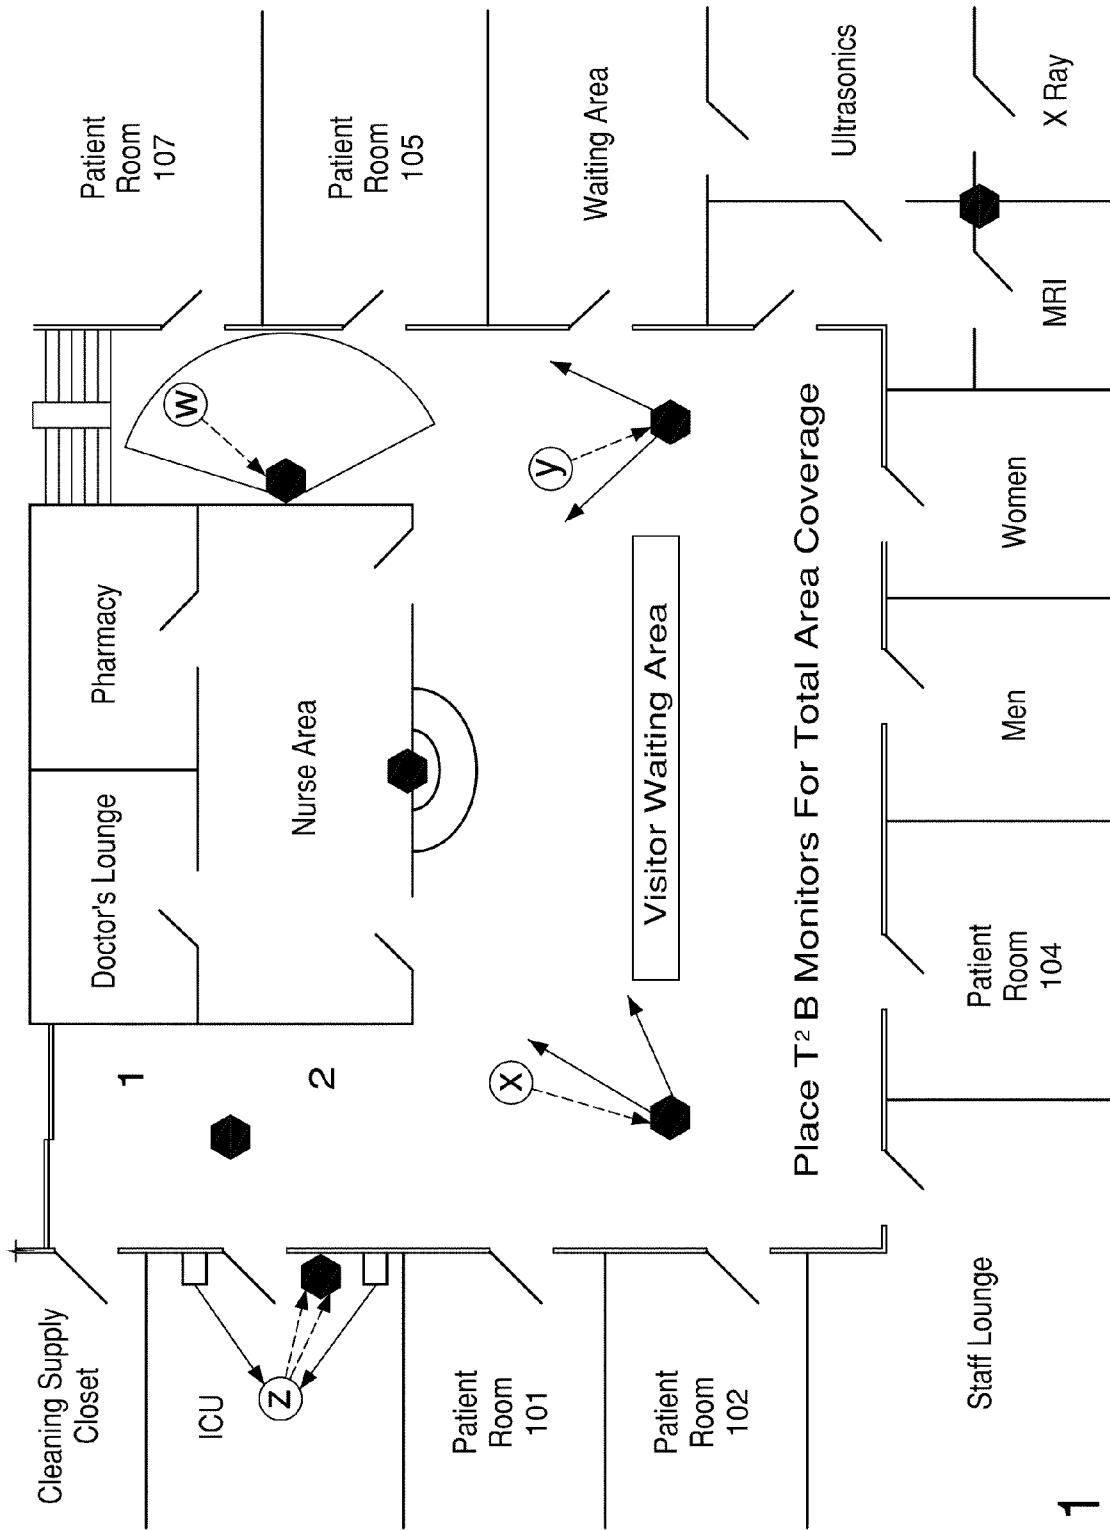 Cleaning Supply
Closet
ICU
z
Patient
Room
101
Patient
Room
102
Staff Lounge
1
2
Doctor's Lounge
Pharmacy
Nurse Area
w
x
y
Visitor Waiting Area
Place T² B Monitors For Total Area Coverage
Patient
Room
107
Patient
Room
105
Waiting Area
Ultrasonics
X Ray
MRI
Women
Men
Patient
Room
104
1